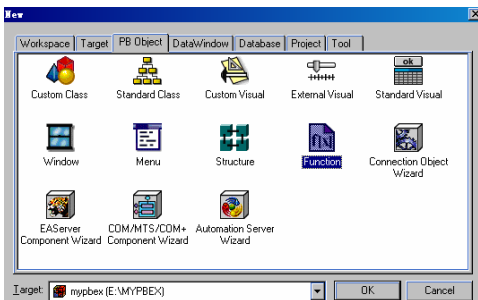 New
Workspace Target PB Object DataWindow Database Project Tool
ok
Custom Class Standard Class Custom Visual External Visual Standard Visual
Window Menu Structure Function Connection Object Wizard
EAServer Component Wizard COM/MTS/COM+ Component Wizard Automation Server Wizard
Target: mypbex (E:\MYPBEX) OK Cancel